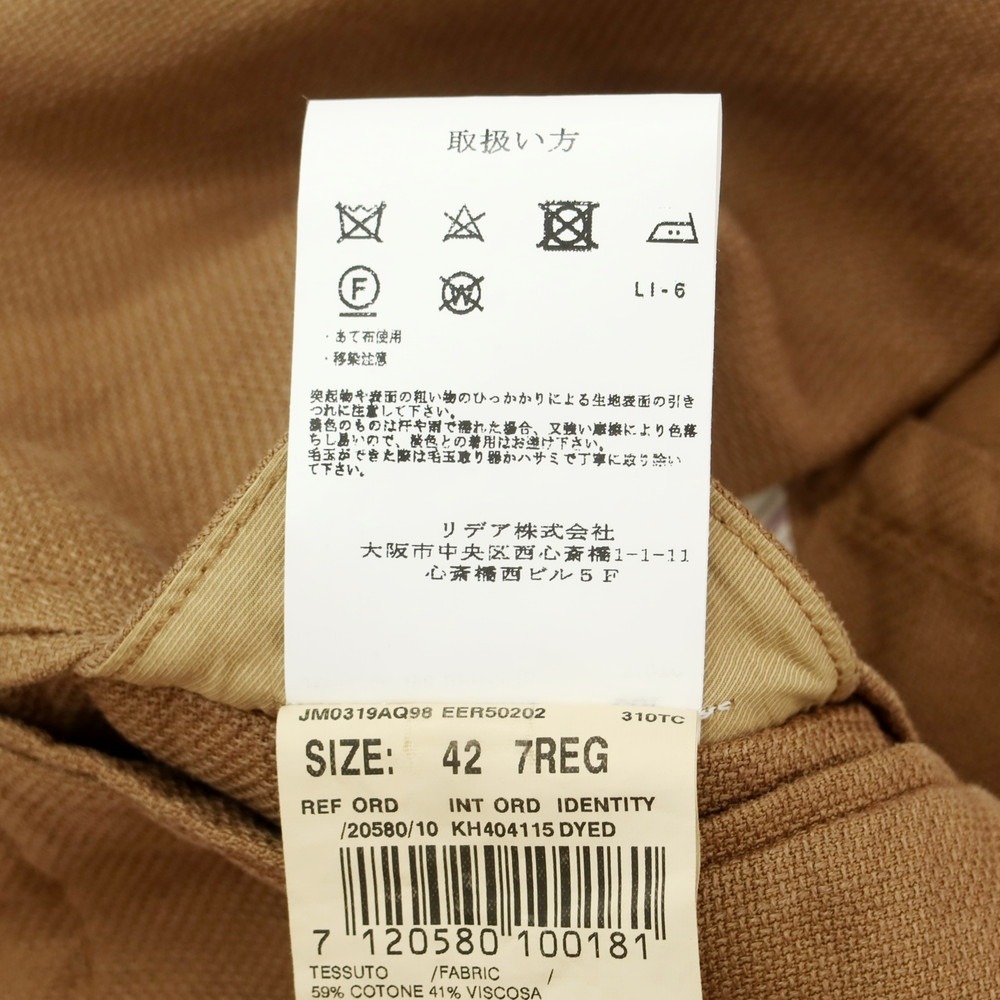 取扱い方
F W LI-6
・あて布使用
・移染注意
突起物や表面の粗い物のひっかかりによる生地表面の引き
つれに注意して下さい。
濃色のものは汗や雨で濡れた場合、又強い摩擦により色落
ちし易いので、淡色との着用はお避け下さい。
毛玉ができた際は毛玉取り器かハサミで丁寧に取り除い
て下さい。
リデア株式会社
大阪市中央区西心斎橋1-1-11
心斎橋西ビル5F
JM0319AQ98 EER50202 310TC
SIZE: 42 7REG
REF ORD INT ORD IDENTITY
/20580/10 KH404115 DYED
7 120580 100181
TESSUTO /FABRIC /
59% COTONE 41% VISCOSA